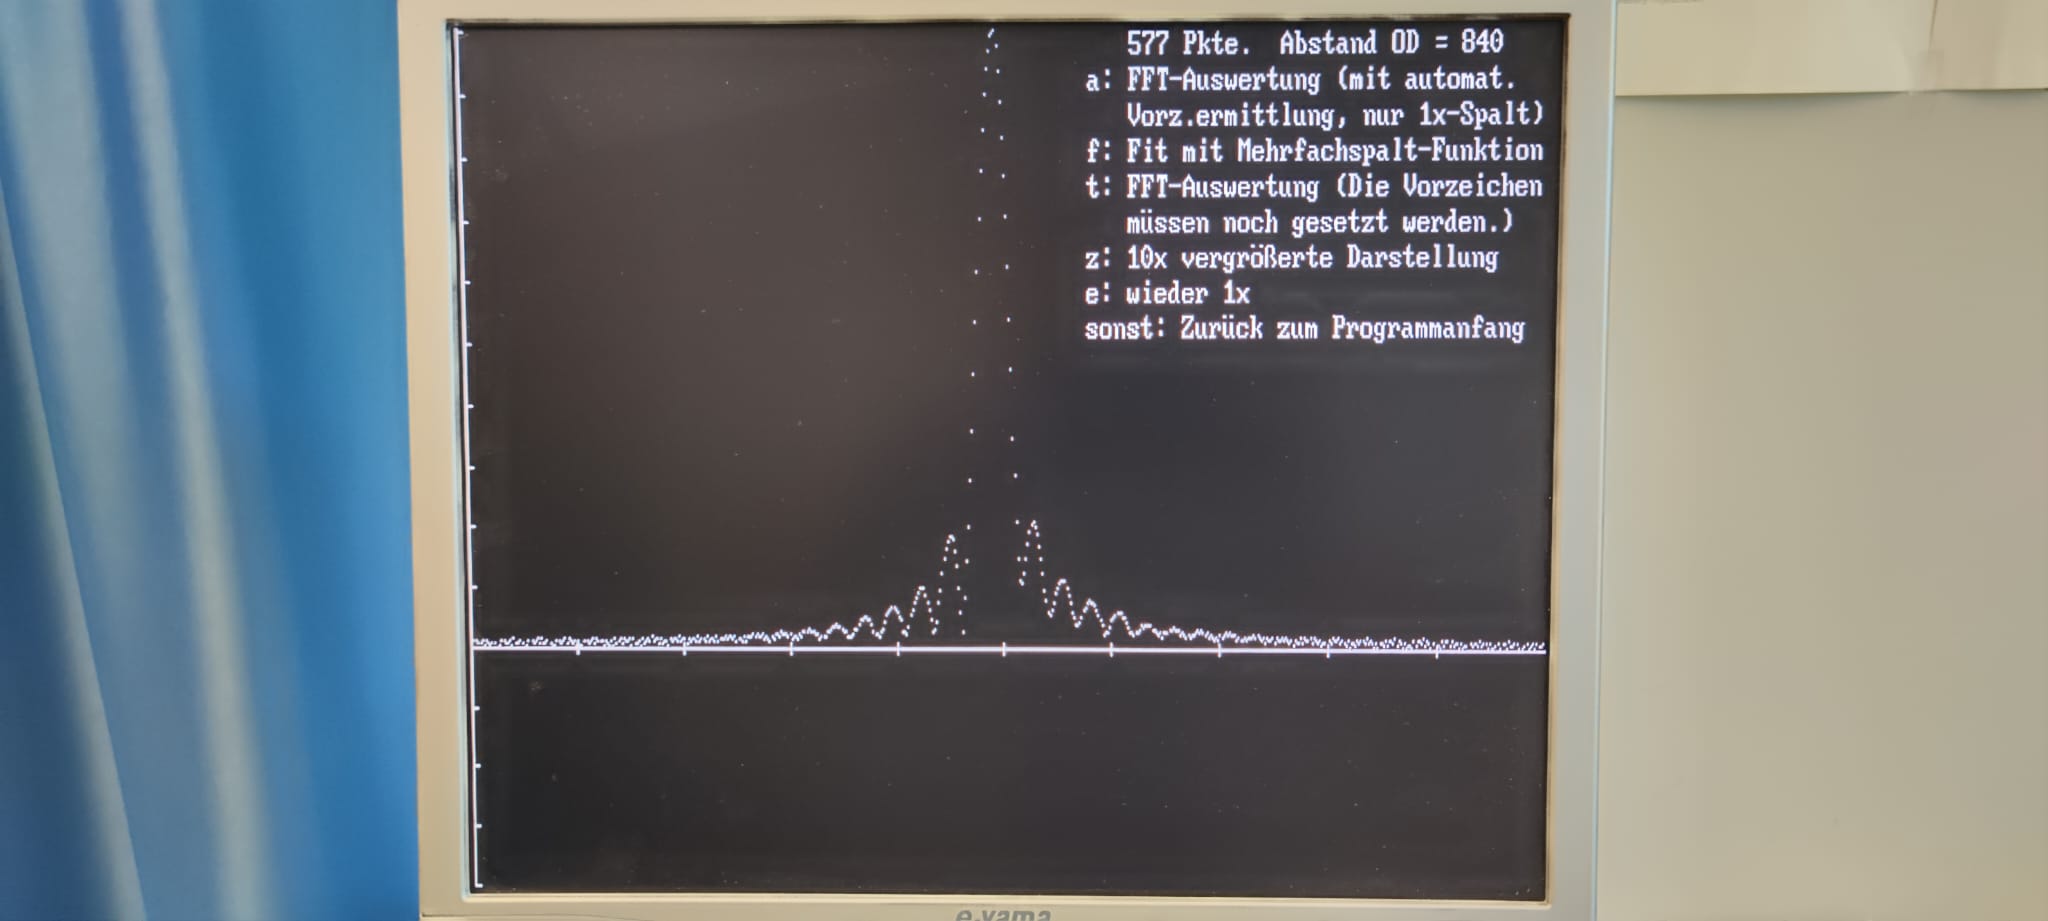 577 Pkte. Abstand OD = 840
a: FFT-Auswertung (mit automat.
Vorz.ermittlung, nur 1x-Spalt)
f: Fit mit Mehrfachspalt-Funktion
t: FFT-Auswertung (Die Vorzeichen
müssen noch gesetzt werden.)
z: 10x vergrößerte Darstellung
e: wieder 1x
sonst: Zurück zum Programmanfang